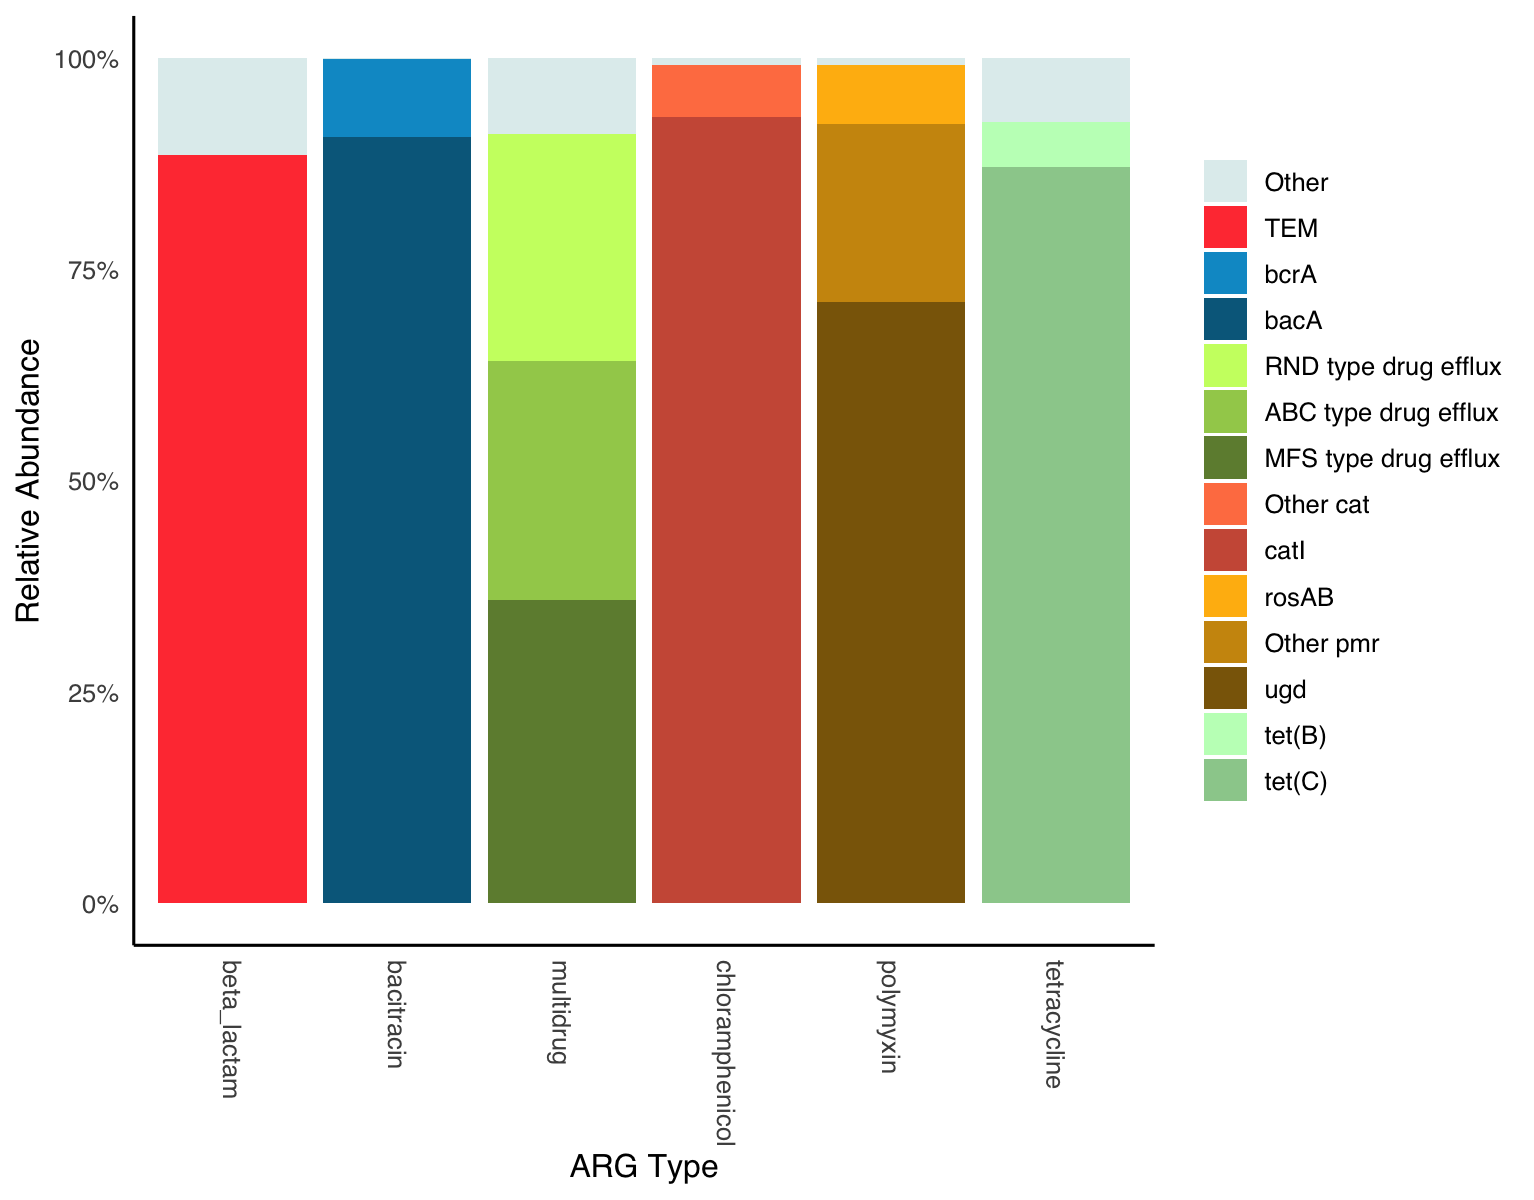 100%
75%
50%
25%
0%
Relative Abundance
beta_lactam
bacitracin
multidrug
chloramphenicol
polymyxin
tetracycline
ARG Type
Other
TEM
bcrA
bacA
RND type drug efflux
ABC type drug efflux
MFS type drug efflux
Other cat
catI
rosAB
Other pmr
ugd
tet(B)
tet(C)